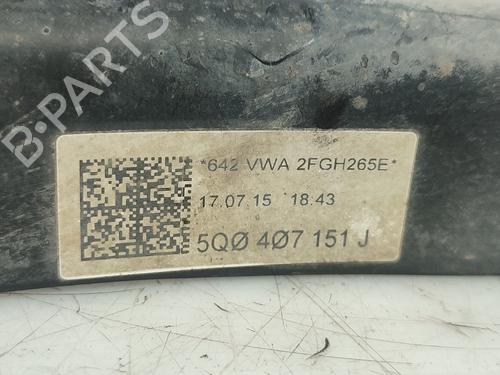 B-PARTS
*642 VWA 2FGH265E*
17.07.15 18.43
5QØ 4Ø7 151 J